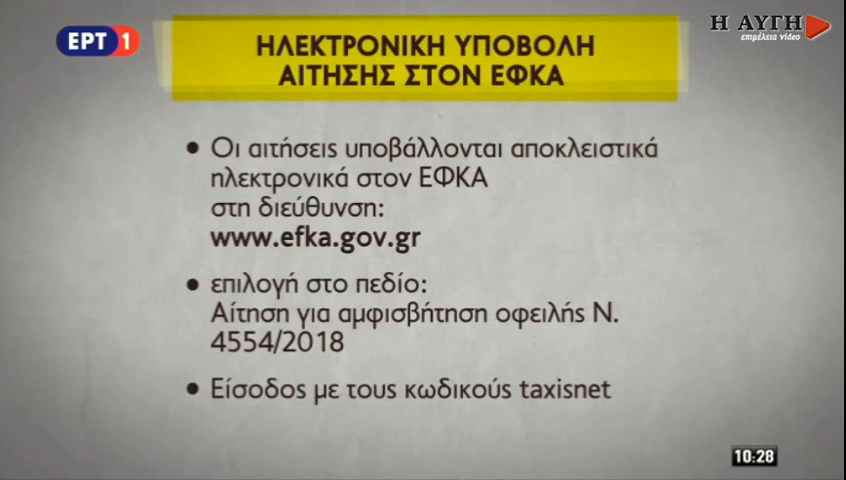 ΕΡΤ 1
Η ΑΥΓΗ
επιμέλεια video
ΗΛΕΚΤΡΟΝΙΚΗ ΥΠΟΒΟΛΗ
ΑΙΤΗΣΗΣ ΣΤΟΝ ΕΦΚΑ
• Οι αιτήσεις υποβάλλονται αποκλειστικά
ηλεκτρονικά στον ΕΦΚΑ
στη διεύθυνση:
www.efka.gov.gr
• επιλογή στο πεδίο:
Αίτηση για αμφισβήτηση οφειλής Ν.
4554/2018
• Είσοδος με τους κωδικούς taxisnet
10:28